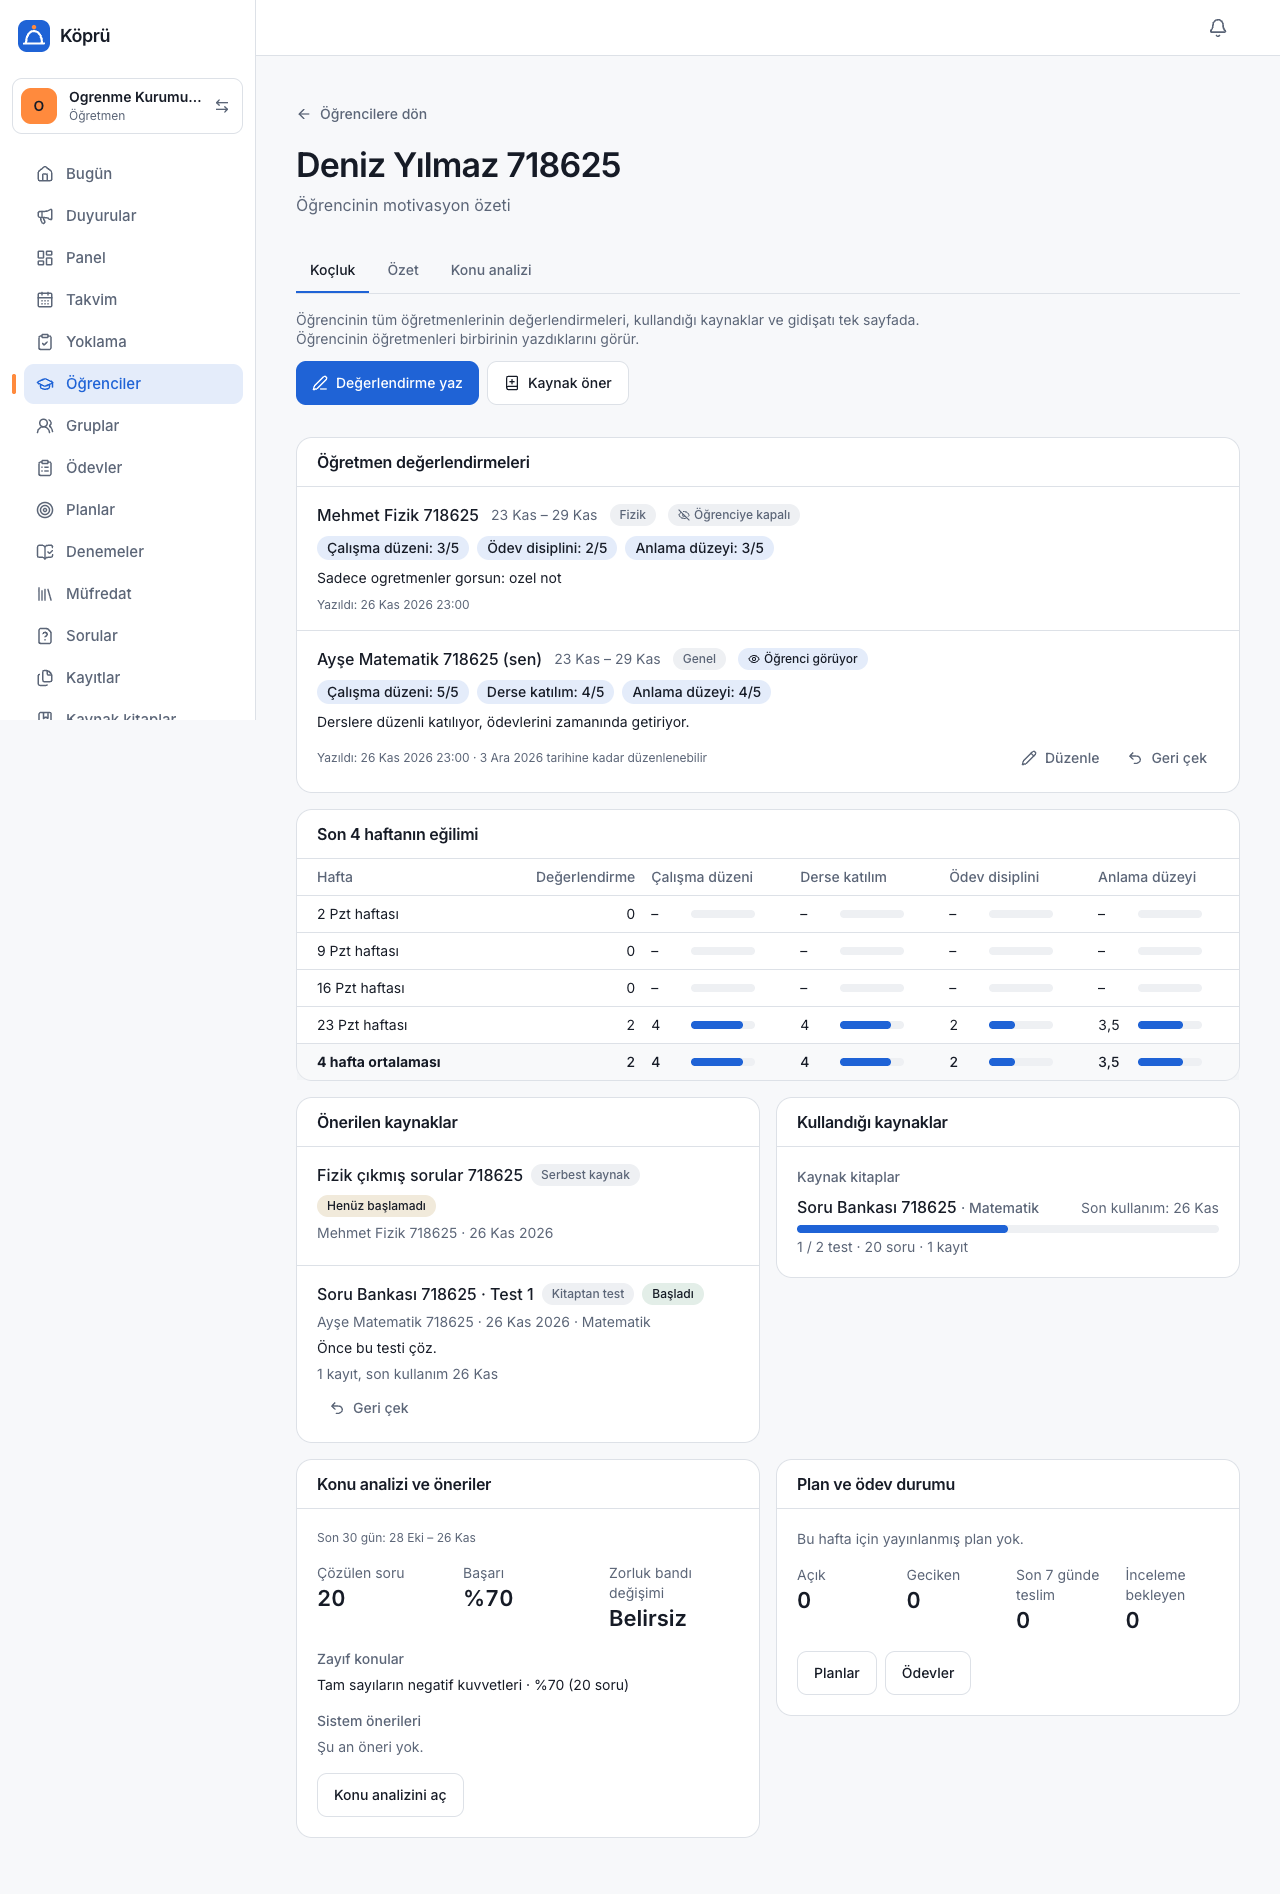 Köprü
O
Ogrenme Kurumu...
Öğretmen
Bugün
Duyurular
Panel
Takvim
Yoklama
Öğrenciler
Gruplar
Ödevler
Planlar
Denemeler
Müfredat
Sorular
Kayıtlar
Kaynak kitaplar
Öğrencilere dön
Deniz Yılmaz 718625
Öğrencinin motivasyon özeti
Koçluk Özet Konu analizi
Öğrencinin tüm öğretmenlerinin değerlendirmeleri, kullandığı kaynaklar ve gidişatı tek sayfada.
Öğrencinin öğretmenleri birbirinin yazdıklarını görür.
Değerlendirme yaz Kaynak öner
Öğretmen değerlendirmeleri
Mehmet Fizik 718625 23 Kas – 29 Kas Fizik Öğrenciye kapalı
Çalışma düzeni: 3/5 Ödev disiplini: 2/5 Anlama düzeyi: 3/5
Sadece ogretmenler gorsun: ozel not
Yazıldı: 26 Kas 2026 23:00
Ayşe Matematik 718625 (sen) 23 Kas – 29 Kas Genel Öğrenci görüyor
Çalışma düzeni: 5/5 Derse katılım: 4/5 Anlama düzeyi: 4/5
Derslere düzenli katılıyor, ödevlerini zamanında getiriyor.
Yazıldı: 26 Kas 2026 23:00 · 3 Ara 2026 tarihine kadar düzenlenebilir Düzenle Geri çek
Son 4 haftanın eğilimi
Hafta Değerlendirme Çalışma düzeni Derse katılım Ödev disiplini Anlama düzeyi
2 Pzt haftası 0 – – – –
9 Pzt haftası 0 – – – –
16 Pzt haftası 0 – – – –
23 Pzt haftası 2 4 4 2 3,5
4 hafta ortalaması 2 4 4 2 3,5
Önerilen kaynaklar
Fizik çıkmış sorular 718625 Serbest kaynak
Henüz başlamadı
Mehmet Fizik 718625 · 26 Kas 2026
Soru Bankası 718625 · Test 1 Kitaptan test Başladı
Ayşe Matematik 718625 · 26 Kas 2026 · Matematik
Önce bu testi çöz.
1 kayıt, son kullanım 26 Kas
Geri çek
Kullandığı kaynaklar
Kaynak kitaplar
Soru Bankası 718625 · Matematik Son kullanım: 26 Kas
1 / 2 test · 20 soru · 1 kayıt
Konu analizi ve öneriler
Son 30 gün: 28 Eki – 26 Kas
Çözülen soru
20
Başarı
%70
Zorluk bandı
değişimi
Belirsiz
Zayıf konular
Tam sayıların negatif kuvvetleri · %70 (20 soru)
Sistem önerileri
Şu an öneri yok.
Konu analizini aç
Plan ve ödev durumu
Bu hafta için yayınlanmış plan yok.
Açık
0
Geciken
0
Son 7 günde
teslim
0
İnceleme
bekleyen
0
Planlar Ödevler